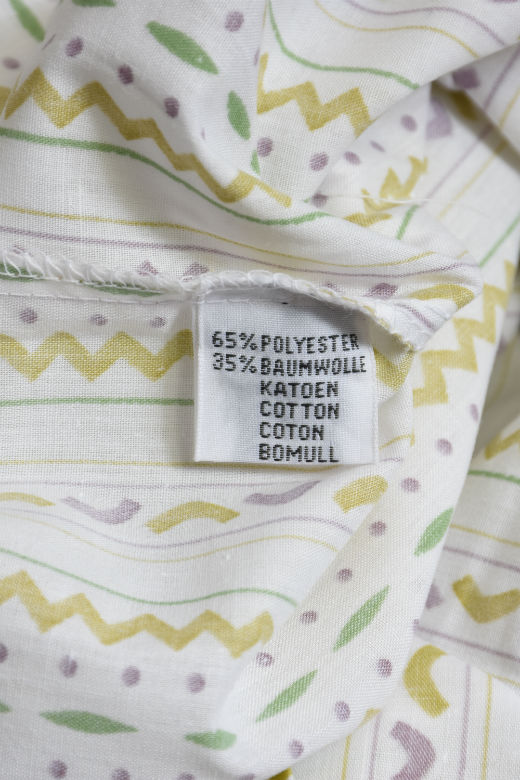 65% POLYESTER
35% BAUMWOLLE
KATOEN
COTTON
COTON
BOMULL